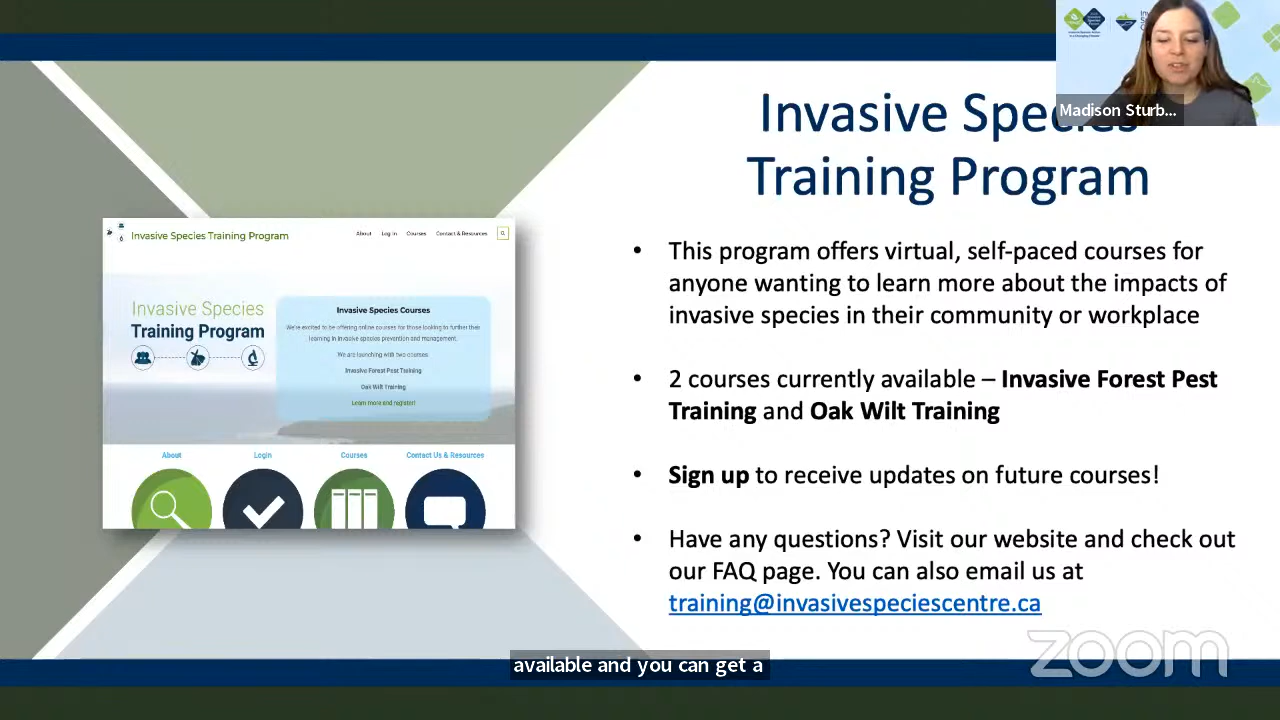 Madison Sturb...
Invasive Species
Training Program
• This program offers virtual, self-paced courses for
anyone wanting to learn more about the impacts of
invasive species in their community or workplace
• 2 courses currently available – Invasive Forest Pest
Training and Oak Wilt Training
• Sign up to receive updates on future courses!
• Have any questions? Visit our website and check out
our FAQ page. You can also email us at
training@invasivespeciescentre.ca
Invasive Species Training Program
About Log In Courses Contact & Resources
Invasive Species
Training Program
Invasive Species Courses
We're excited to be offering online courses for those looking to further their
learning in invasive species prevention and management.
We are launching with two courses
Invasive Forest Pest Training
Oak Wilt Training
Learn more and register!
About Login Courses Contact Us & Resources
available and you can get a
zoom